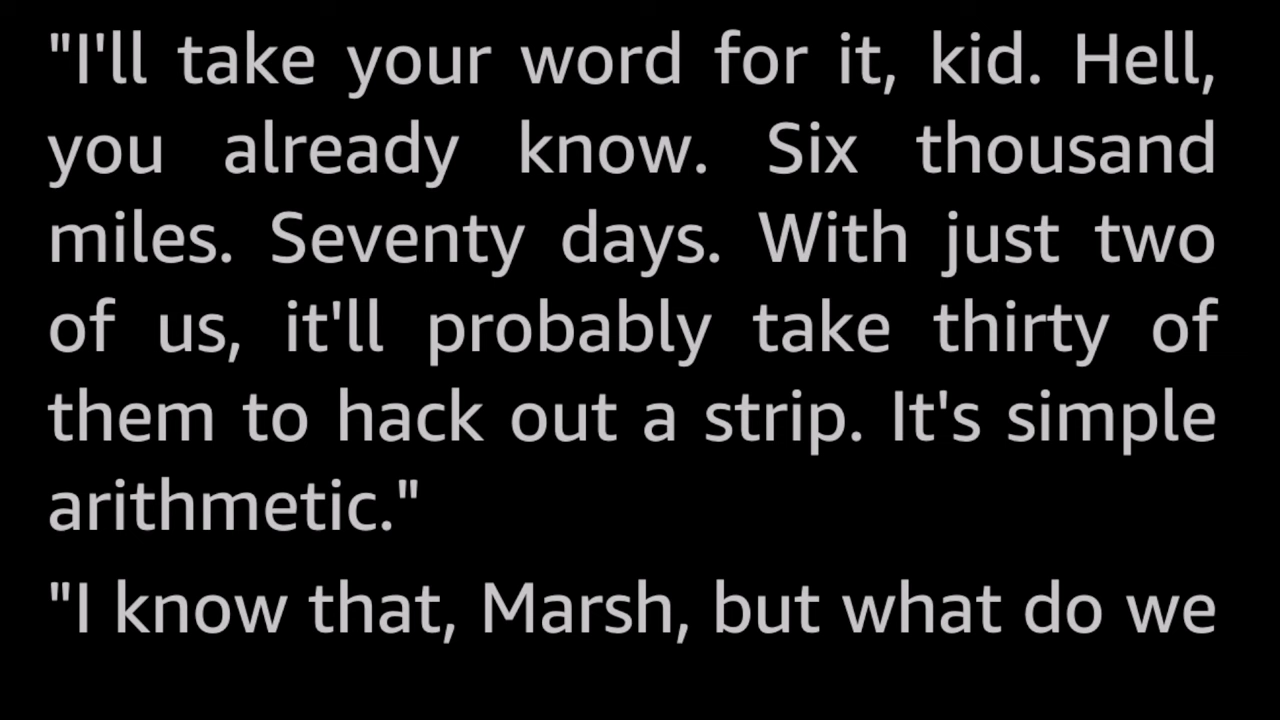 "I'll take your word for it, kid. Hell,
you already know. Six thousand
miles. Seventy days. With just two
of us, it'll probably take thirty of
them to hack out a strip. It's simple
arithmetic."
"I know that, Marsh, but what do we